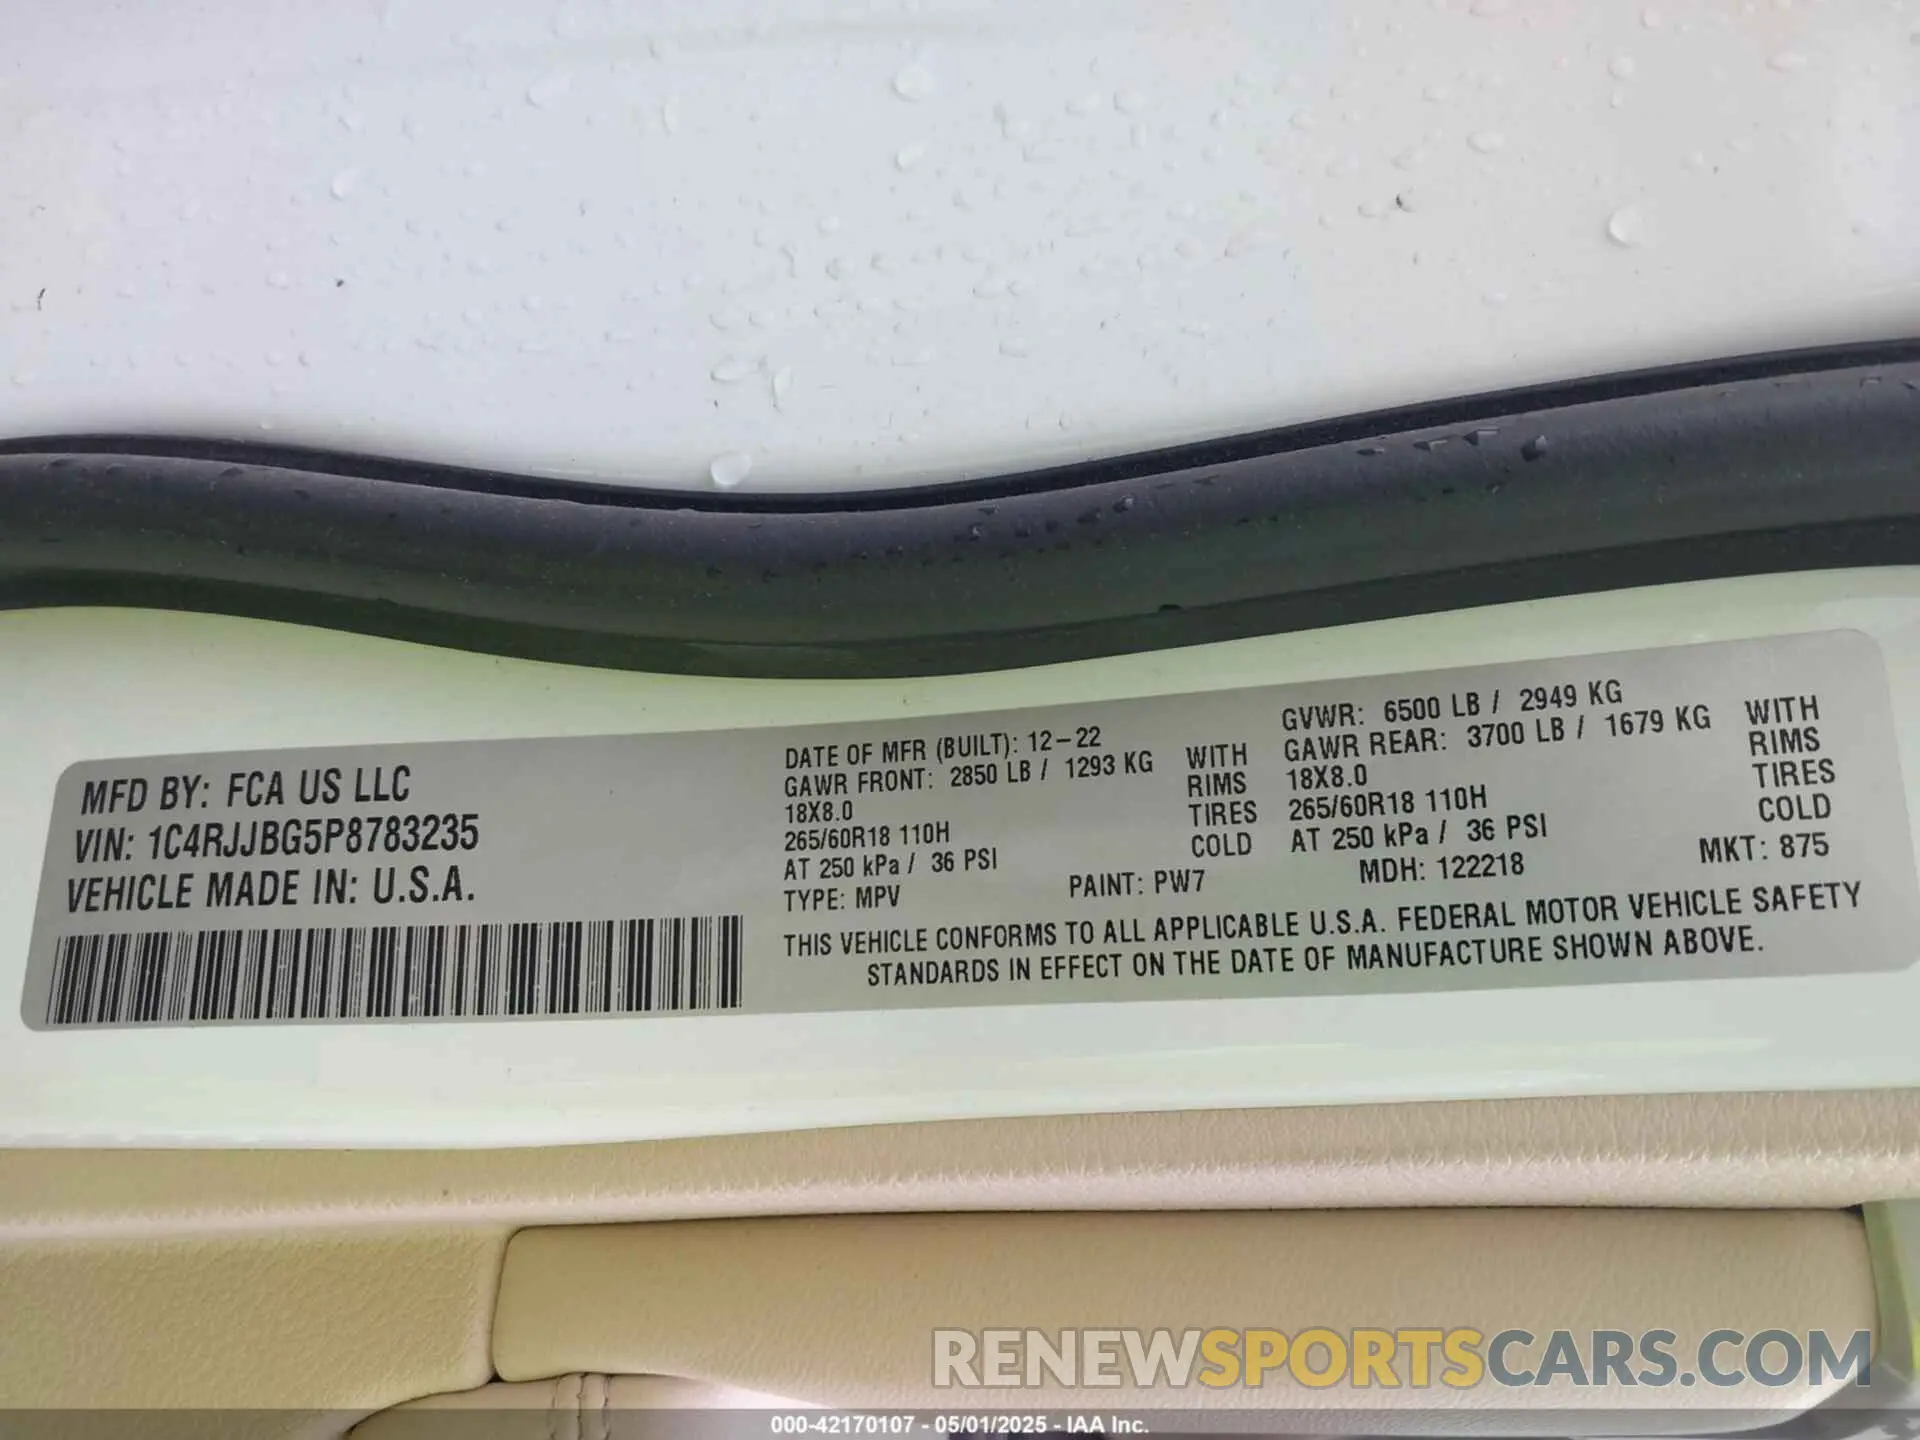 MFD BY: FCA US LLC
VIN: 1C4RJJBG5P8783235
VEHICLE MADE IN: U.S.A.
DATE OF MFR (BUILT): 12-22
GAWR FRONT: 2850 LB / 1293 KG WITH
18X8.0 RIMS
265/60R18 110H TIRES
AT 250 kPa / 36 PSI COLD
GVWR: 6500 LB / 2949 KG
GAWR REAR: 3700 LB / 1679 KG WITH
18X8.0 RIMS
265/60R18 110H TIRES
AT 250 kPa / 36 PSI COLD
TYPE: MPV PAINT: PW7 MDH: 122218 MKT: 875
THIS VEHICLE CONFORMS TO ALL APPLICABLE U.S.A. FEDERAL MOTOR VEHICLE SAFETY
STANDARDS IN EFFECT ON THE DATE OF MANUFACTURE SHOWN ABOVE.
RENEWSPORTSCARS.COM
000-42170107 - 05/01/2025 - IAA Inc.